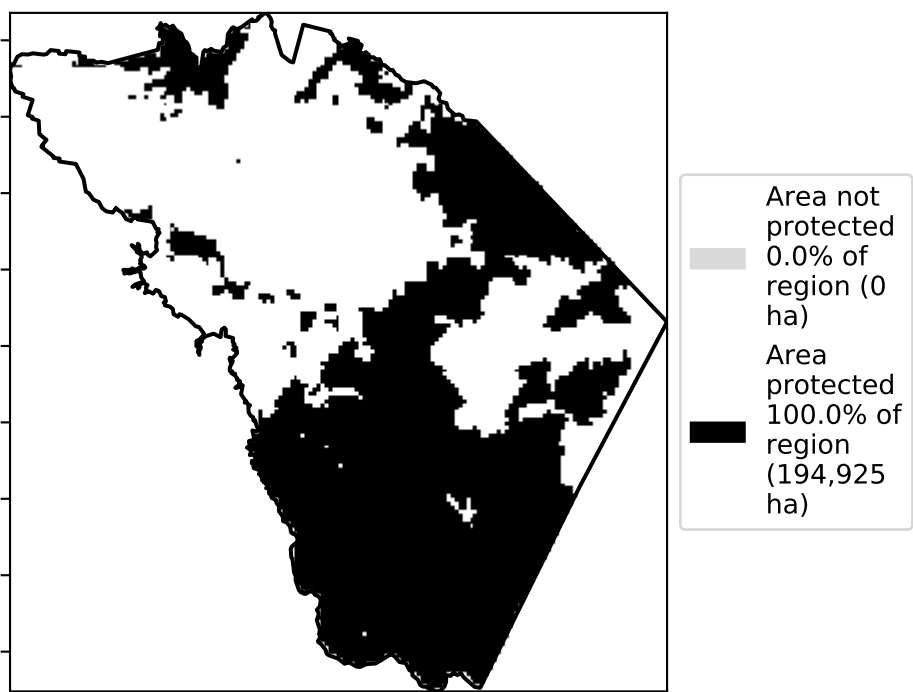 Area not
protected
0.0% of
region (0
ha)
Area
protected
100.0% of
region
(194,925
ha)